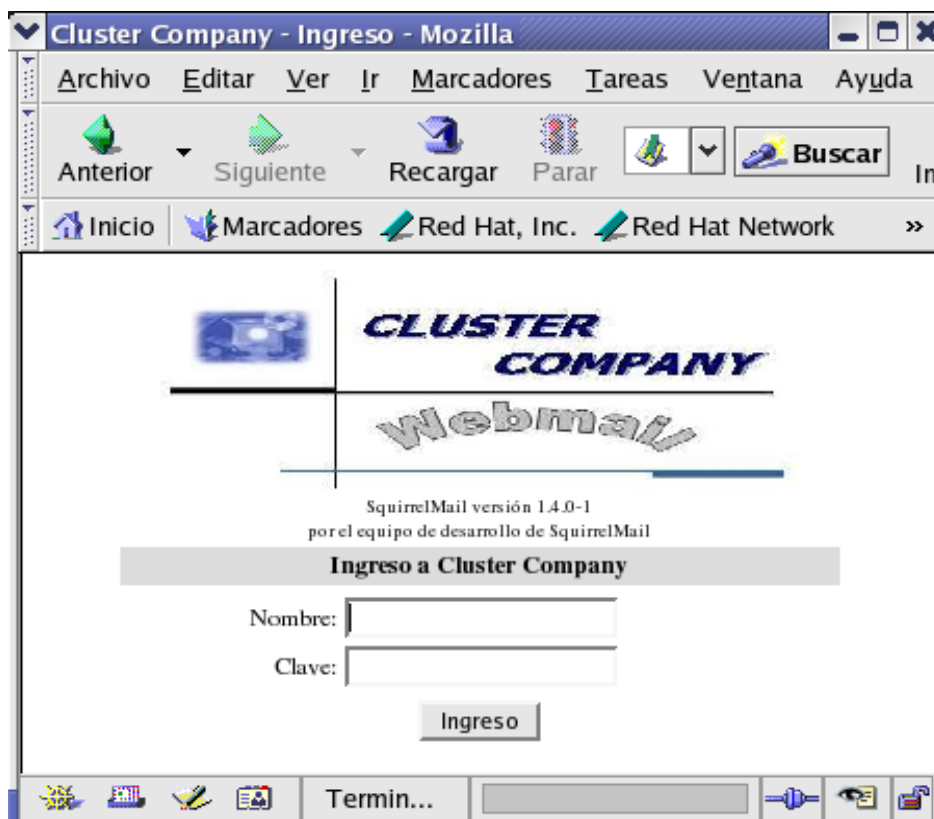 Cluster Company - Ingreso - Mozilla
Archivo Editar Ver Ir Marcadores Tareas Ventana Ayuda
Anterior Siguiente Recargar Parar Buscar
Inicio Marcadores Red Hat, Inc. Red Hat Network »
CLUSTER
COMPANY
Webmail
SquirrelMail versión 1.4.0-1
por el equipo de desarrollo de SquirrelMail
Ingreso a Cluster Company
Nombre:
Clave:
Ingreso
Termin...